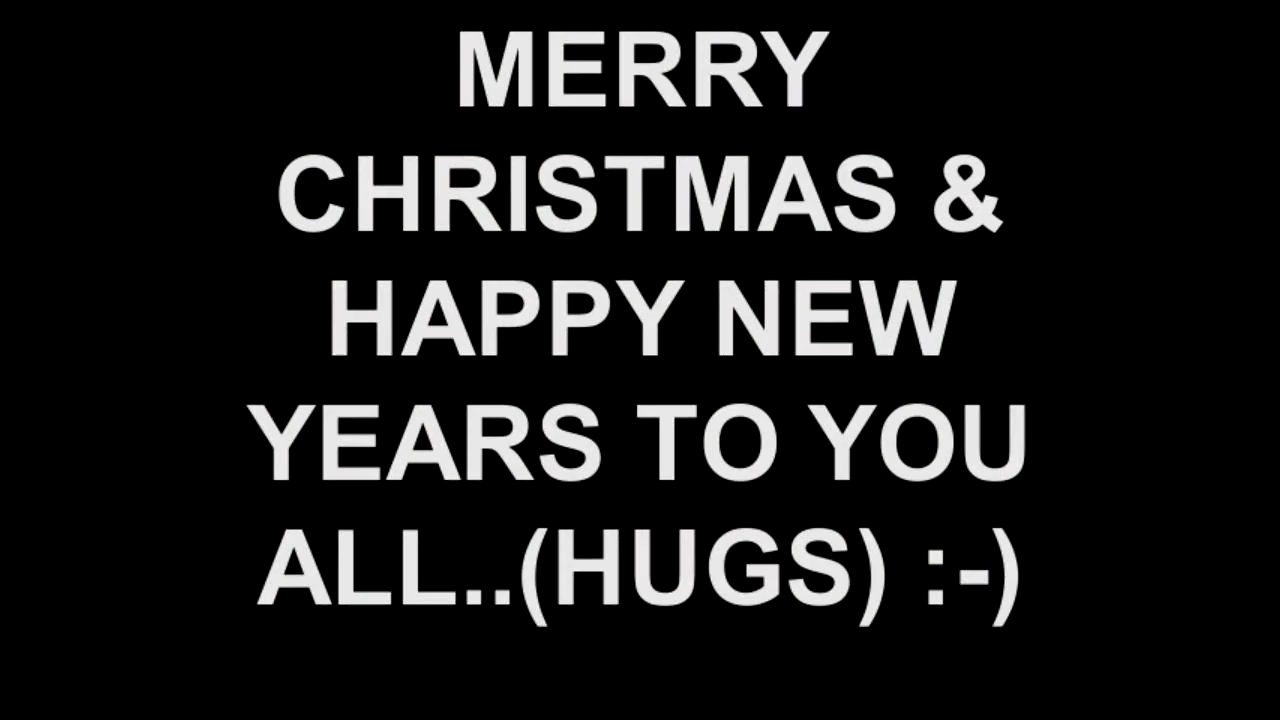 MERRY
CHRISTMAS &
HAPPY NEW
YEARS TO YOU
ALL..(HUGS) :-)